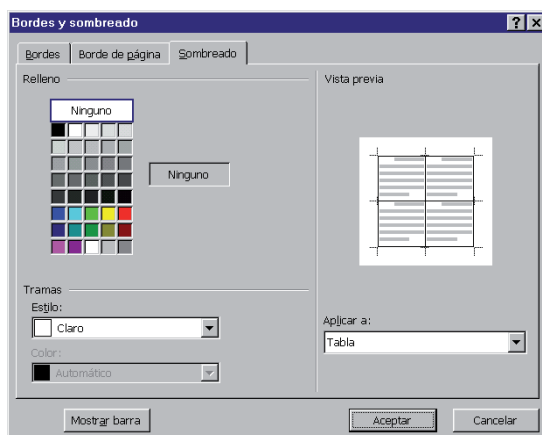 Bordes y sombreado
Bordes Borde de página Sombreado
Relleno
Ninguno
Ninguno
Tramas
Estilo:
Claro
Color:
Automático
Vista previa
Aplicar a:
Tabla
Mostrar barra
Aceptar
Cancelar